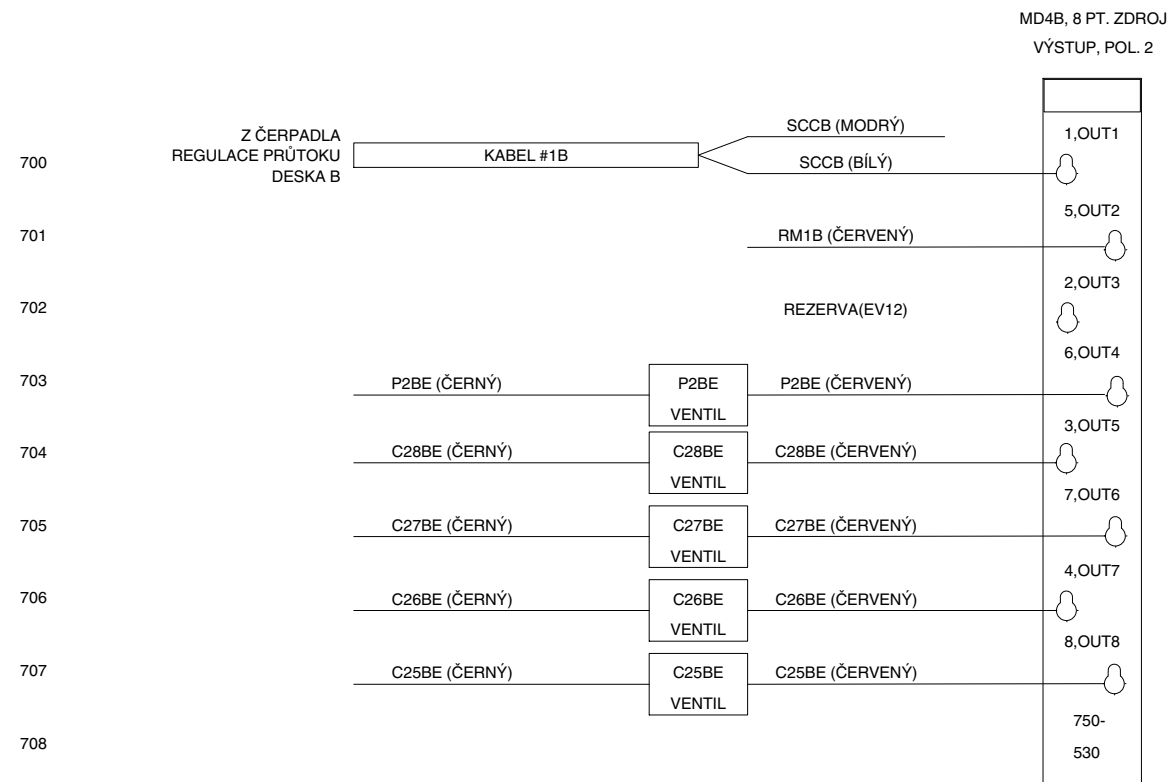 MD4B, 8 PT. ZDROJ
VÝSTUP, POL. 2
Z ČERPADLA
REGULACE PRŮTOKU
DESKA B
KABEL #1B
SCCB (MODRÝ)
SCCB (BÍLÝ)
1,OUT1
700
5,OUT2
701
RM1B (ČERVENÝ)
2,OUT3
702
REZERVA(EV12)
6,OUT4
703
P2BE (ČERNÝ)
P2BE
VENTIL
P2BE (ČERVENÝ)
3,OUT5
704
C28BE (ČERNÝ)
C28BE
VENTIL
C28BE (ČERVENÝ)
7,OUT6
705
C27BE (ČERNÝ)
C27BE
VENTIL
C27BE (ČERVENÝ)
4,OUT7
706
C26BE (ČERNÝ)
C26BE
VENTIL
C26BE (ČERVENÝ)
8,OUT8
707
C25BE (ČERNÝ)
C25BE
VENTIL
C25BE (ČERVENÝ)
750-
530
708